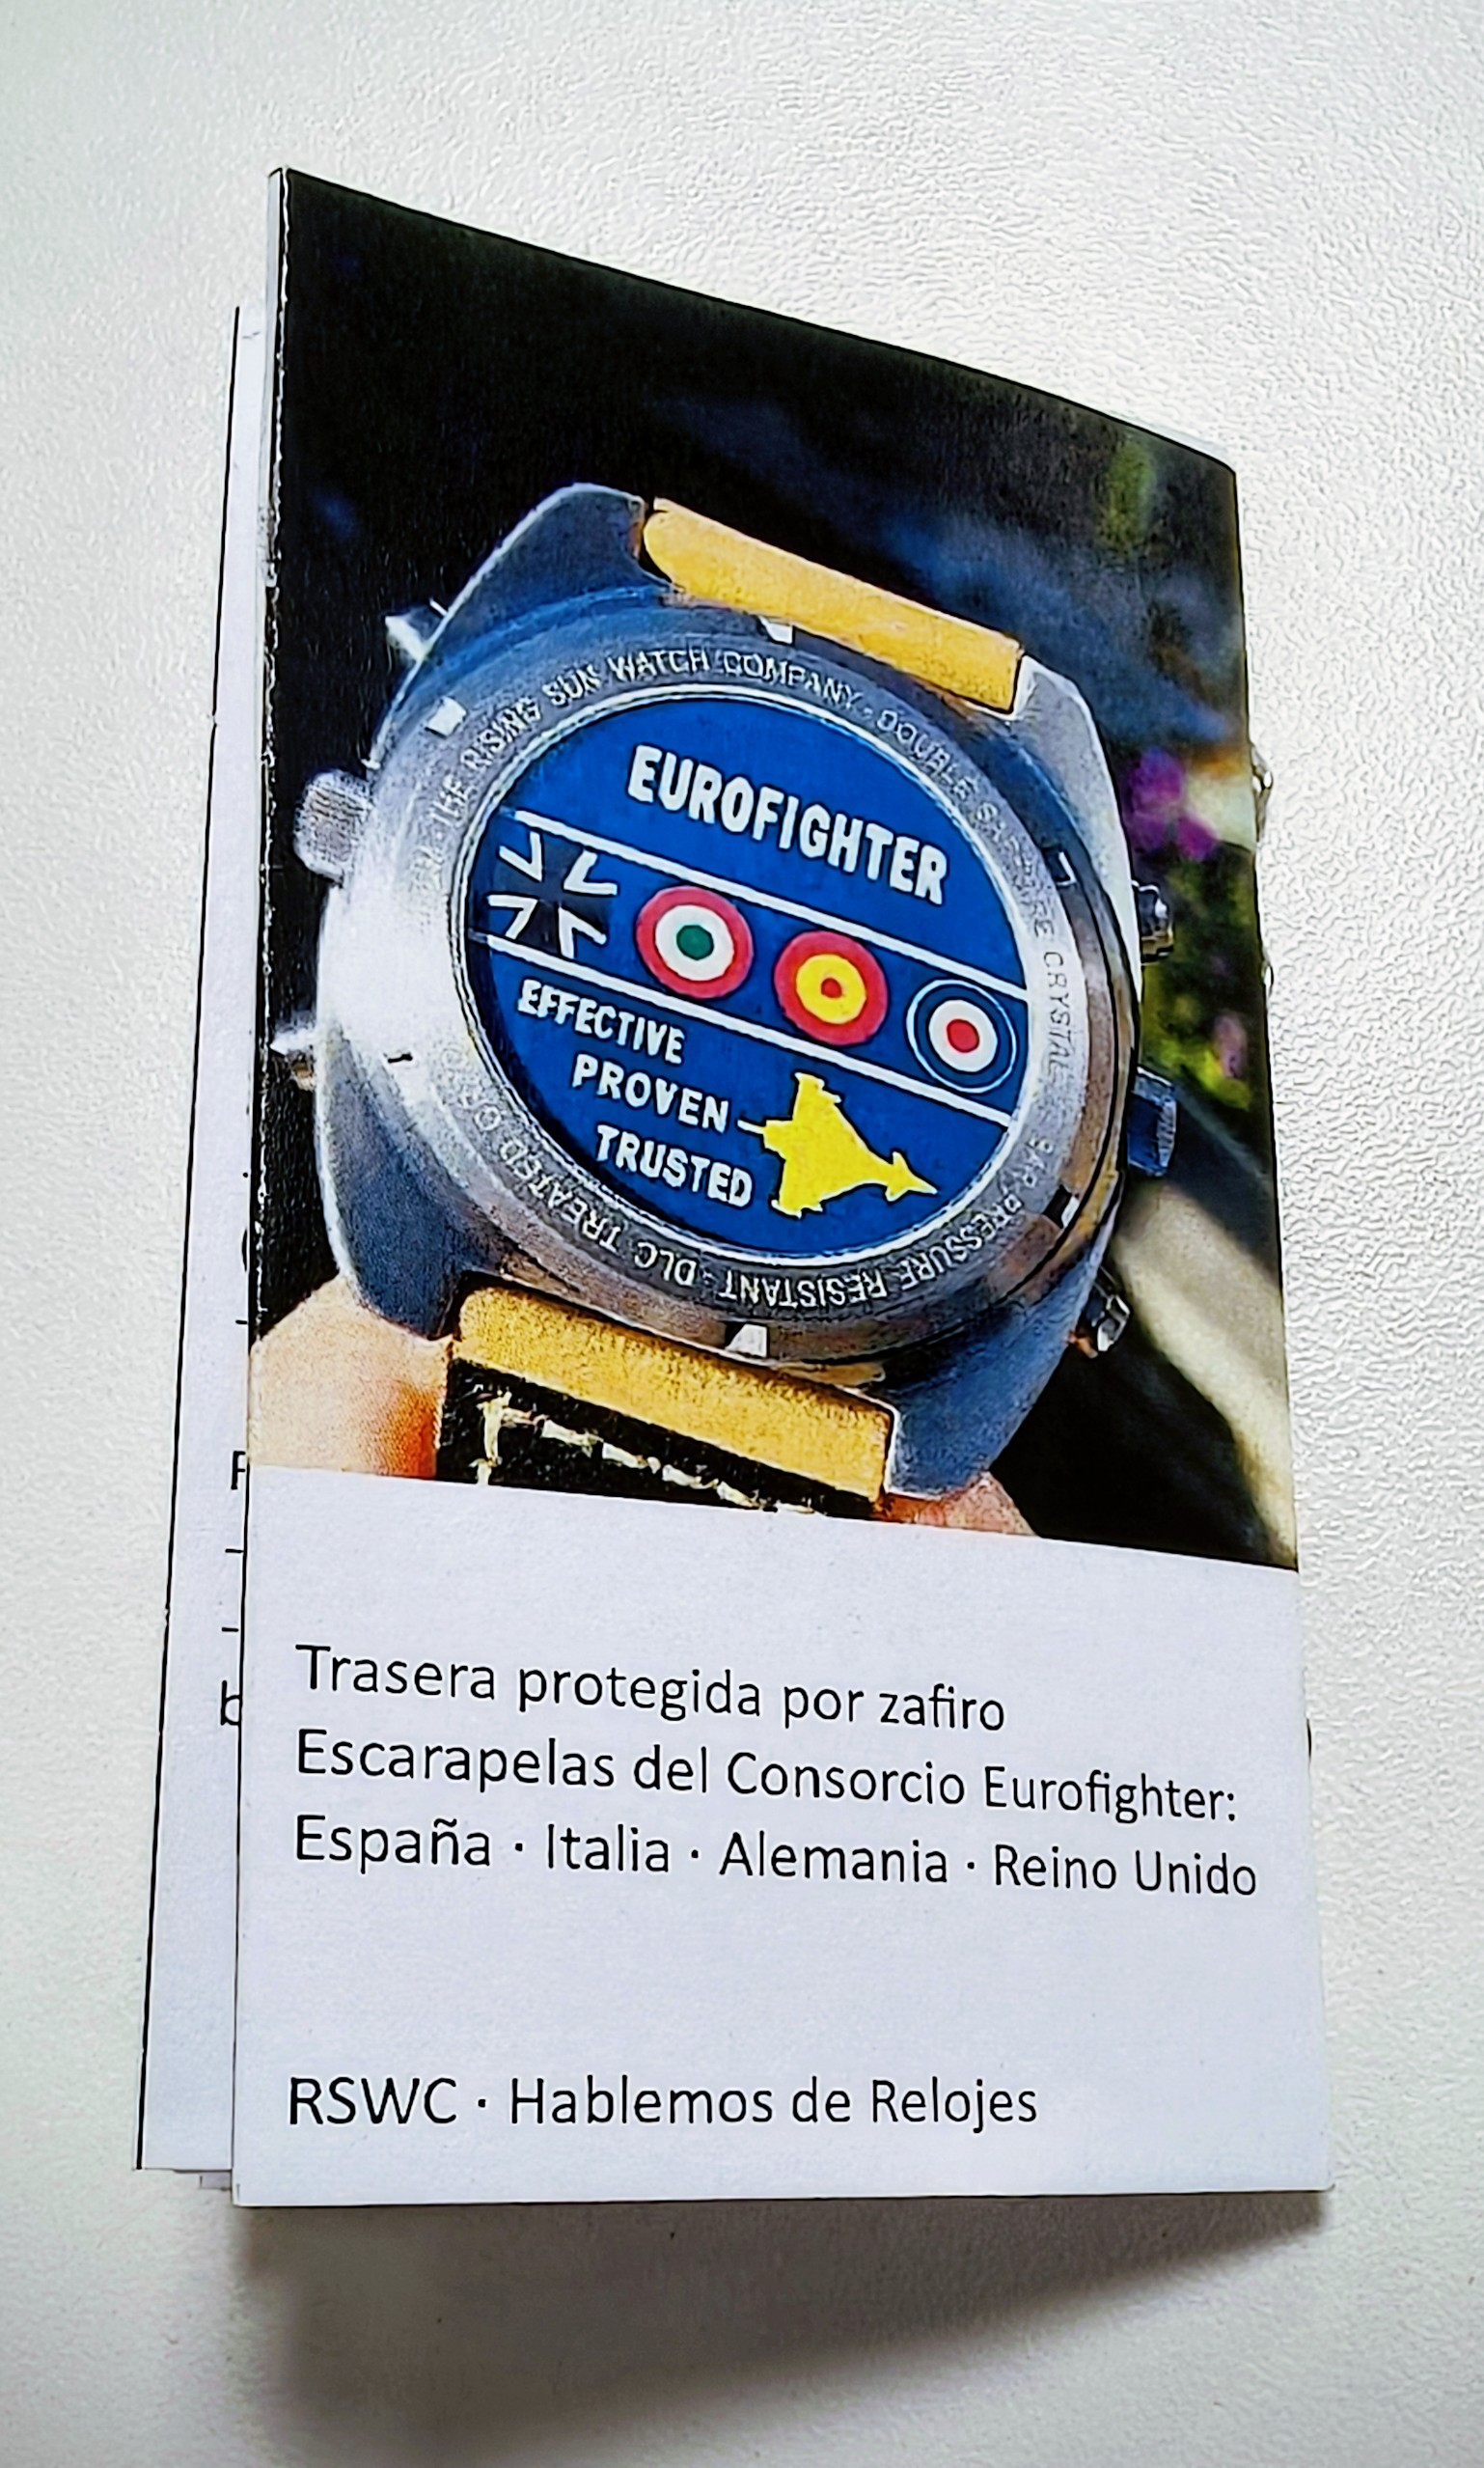 THE RISING SUN WATCH COMPANY · DOUBLE SAPPHIRE CRYSTAL
PRESSURE RESISTANT · DLC TREATED
EUROFIGHTER
EFFECTIVE
PROVEN
TRUSTED
Trasera protegida por zafiro
Escarapelas del Consorcio Eurofighter:
España · Italia · Alemania · Reino Unido
RSWC · Hablemos de Relojes